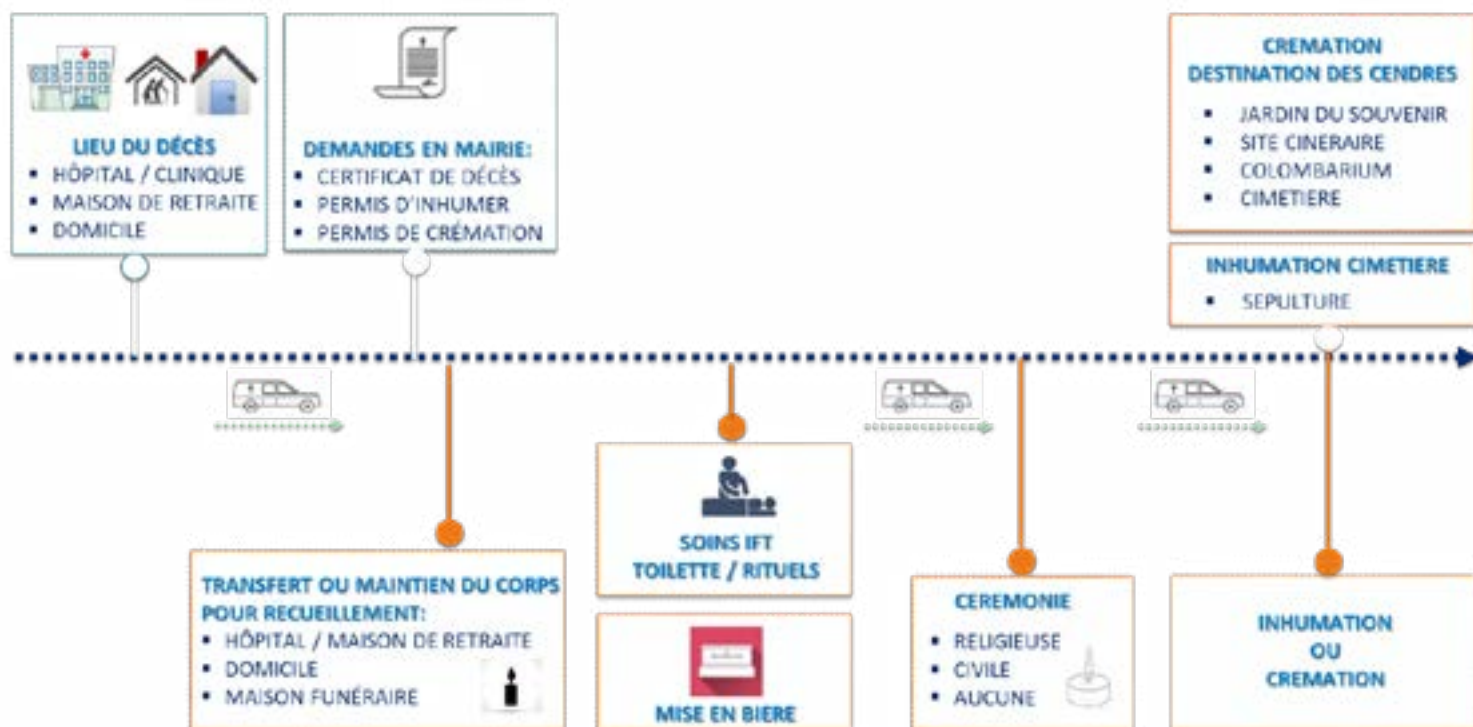 LIEU DU DÉCÈS
▪ HÔPITAL / CLINIQUE
▪ MAISON DE RETRAITE
▪ DOMICILE
DEMANDES EN MAIRIE:
▪ CERTIFICAT DE DÉCÈS
▪ PERMIS D'INHUMER
▪ PERMIS DE CRÉMATION
CREMATION
DESTINATION DES CENDRES
▪ JARDIN DU SOUVENIR
▪ SITE CINERAIRE
▪ COLOMBARIUM
▪ CIMETIERE
INHUMATION CIMETIERE
▪ SEPULTURE
TRANSFERT OU MAINTIEN DU CORPS
POUR RECUEILLEMENT:
▪ HÔPITAL / MAISON DE RETRAITE
▪ DOMICILE
▪ MAISON FUNÉRAIRE
SOINS IFT
TOILETTE / RITUELS
MISE EN BIERE
CEREMONIE
▪ RELIGIEUSE
▪ CIVILE
▪ AUCUNE
INHUMATION
OU
CREMATION